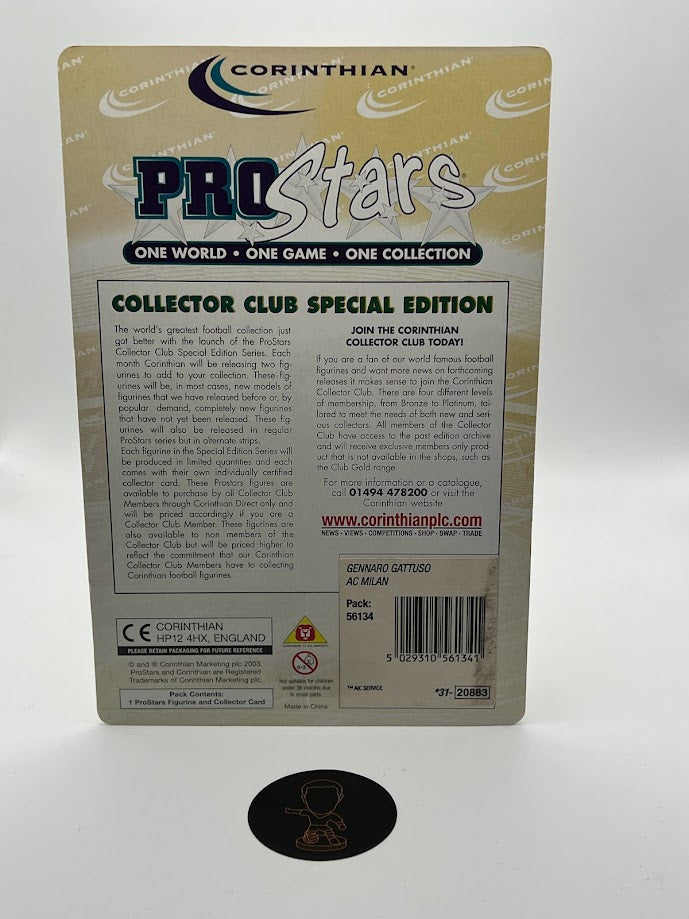 CORINTHIAN®
PROStars®
ONE WORLD • ONE GAME • ONE COLLECTION
COLLECTOR CLUB SPECIAL EDITION
The world's greatest football collection just
got better with the launch of the ProStars
Collector Club Special Edition Series. Each
month Corinthian will be releasing two fig-
urines to add to your collection. These fig-
urines will be, in most cases, new models of
figurines that we have released before or, by
popular demand, completely new figurines
that have not yet been released. These fig-
urines will also be released in regular
ProStars series but in alternate strips.
Each figurine in the Special Edition Series will
be produced in limited quantities and each
comes with their own individually certified
collector card. These Prostars figures are
available to purchase by all Collector Club
Members through Corinthian Direct only and
will be priced accordingly if you are a
Collector Club Member. These figurines are
also available to non members of the
Collector Club but will be priced higher to
reflect the commitment that our Corinthian
Collector Club Members have to collecting
Corinthian football figurines.
JOIN THE CORINTHIAN
COLLECTOR CLUB TODAY!
If you are a fan of our world famous football
figurines and want more news on forthcoming
releases it makes sense to join the Corinthian
Collector Club. There are four different levels
of membership, from Bronze to Platinum, tai-
lored to meet the needs of both new and seri-
ous collectors. All members of the Collector
Club have access to the past edition archive
and will receive exclusive members only prod-
uct that is not available in the shops, such as
the Club Gold range.
For more information or a catalogue,
call 01494 478200 or visit the
Corinthian website
www.corinthianplc.com
NEWS • VIEWS • COMPETITIONS • SHOP • SWAP • TRADE
GENNARO GATTUSO
AC MILAN
Pack:
56134
5 029310 561341
™ A/C SERVICE
*31- 20883
CE CORINTHIAN
HP12 4HX, ENGLAND
PLEASE RETAIN PACKAGING FOR FUTURE REFERENCE
© and ® Corinthian Marketing plc 2003.
ProStars and Corinthian are Registered
Trademarks of Corinthian Marketing plc.
Pack Contents:
1 ProStars Figurine and Collector Card
0-3
Not suitable for children
under 36 months due
to small parts.
Made in China